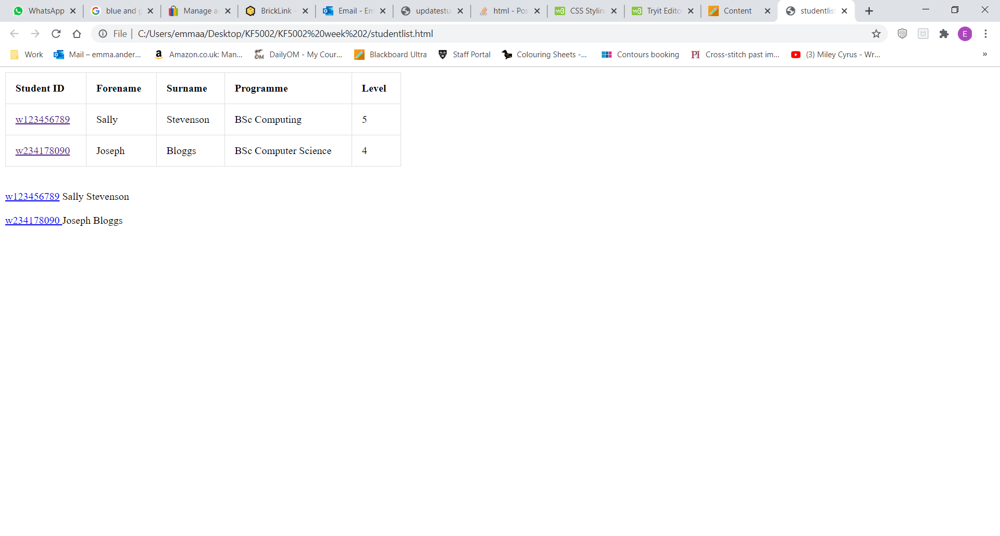 WhatsApp blue and g Manage a BrickLink - Email - Em updatestu html - Pos CSS Stylin Tryit Edito Content studentlist
File C:/Users/emmaa/Desktop/KF5002/KF5002%20week%202/studentlist.html E
Work Mail – emma.ander... Amazon.co.uk: Man... DailyOM - My Cour... Blackboard Ultra Staff Portal Colouring Sheets -... Contours booking PI Cross-stitch past im... (3) Miley Cyrus - Wr... »
Student ID Forename Surname Programme Level
w123456789 Sally Stevenson BSc Computing 5
w234178090 Joseph Bloggs BSc Computer Science 4
w123456789 Sally Stevenson
w234178090 Joseph Bloggs